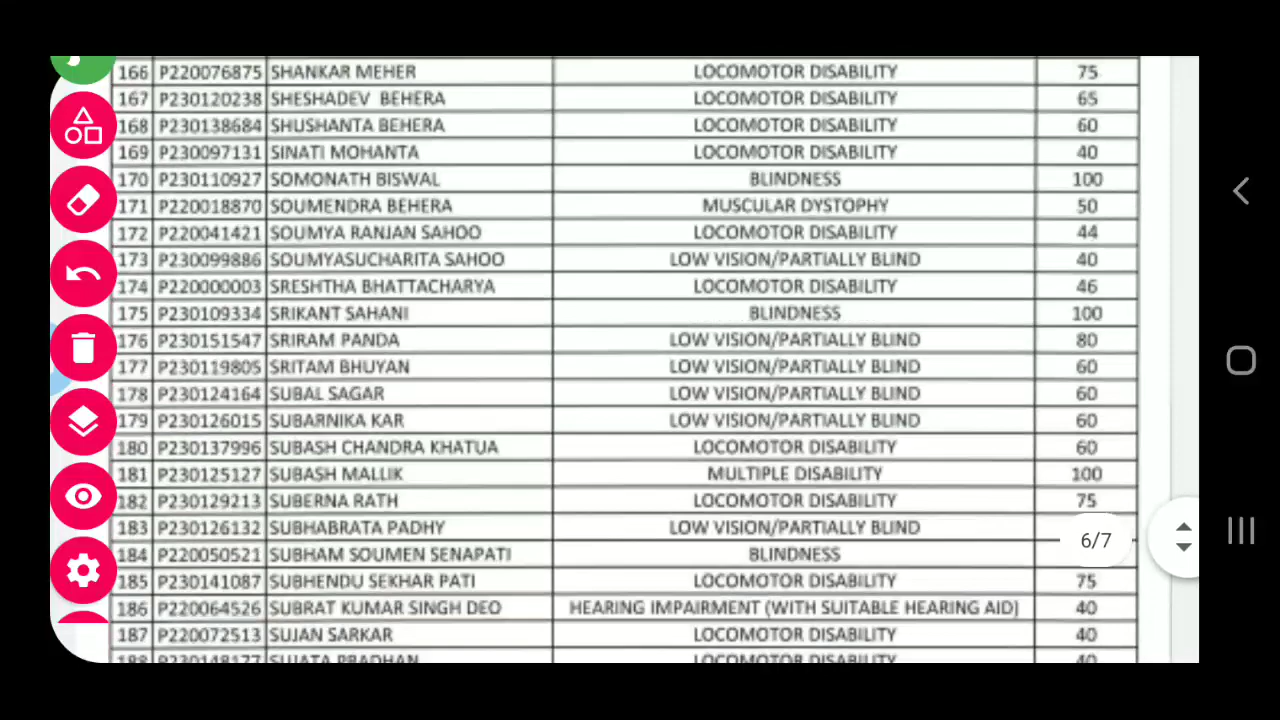 166 P220076875 SHANKAR MEHER LOCOMOTOR DISABILITY 75
167 P230120238 SHESHADEV BEHERA LOCOMOTOR DISABILITY 65
168 P230138684 SHUSHANTA BEHERA LOCOMOTOR DISABILITY 60
169 P230097131 SINATI MOHANTA LOCOMOTOR DISABILITY 40
170 P230110927 SOMONATH BISWAL BLINDNESS 100
171 P220018870 SOUMENDRA BEHERA MUSCULAR DYSTOPHY 50
172 P220041421 SOUMYA RANJAN SAHOO LOCOMOTOR DISABILITY 44
173 P230099886 SOUMYASUCHARITA SAHOO LOW VISION/PARTIALLY BLIND 40
174 P220000003 SRESHTHA BHATTACHARYA LOCOMOTOR DISABILITY 46
175 P230109334 SRIKANT SAHANI BLINDNESS 100
176 P230151547 SRIRAM PANDA LOW VISION/PARTIALLY BLIND 80
177 P230119805 SRITAM BHUYAN LOW VISION/PARTIALLY BLIND 60
178 P230124164 SUBAL SAGAR LOW VISION/PARTIALLY BLIND 60
179 P230126015 SUBARNIKA KAR LOW VISION/PARTIALLY BLIND 60
180 P230137996 SUBASH CHANDRA KHATUA LOCOMOTOR DISABILITY 60
181 P230125127 SUBASH MALLIK MULTIPLE DISABILITY 100
182 P230129213 SUBERNA RATH LOCOMOTOR DISABILITY 75
183 P230126132 SUBHABRATA PADHY LOW VISION/PARTIALLY BLIND
6/7
184 P220050521 SUBHAM SOUMEN SENAPATI BLINDNESS
185 P230141087 SUBHENDU SEKHAR PATI LOCOMOTOR DISABILITY 75
186 P220064526 SUBRAT KUMAR SINGH DEO HEARING IMPAIRMENT (WITH SUITABLE HEARING AID) 40
187 P220072513 SUJAN SARKAR LOCOMOTOR DISABILITY 40
188 P230148177 SUJATA PRADHAN LOCOMOTOR DISABILITY 40